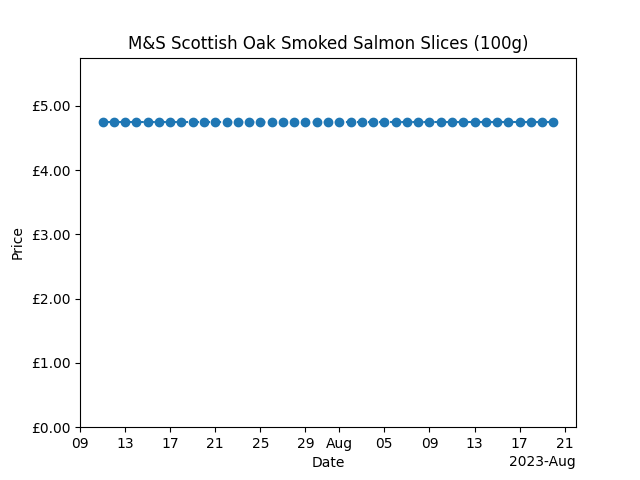 M&S Scottish Oak Smoked Salmon Slices (100g)
£5.00
£4.00
£3.00
£2.00
£1.00
£0.00
Price
09 13 17 21 25 29 Aug 05 09 13 17 21
Date
2023-Aug